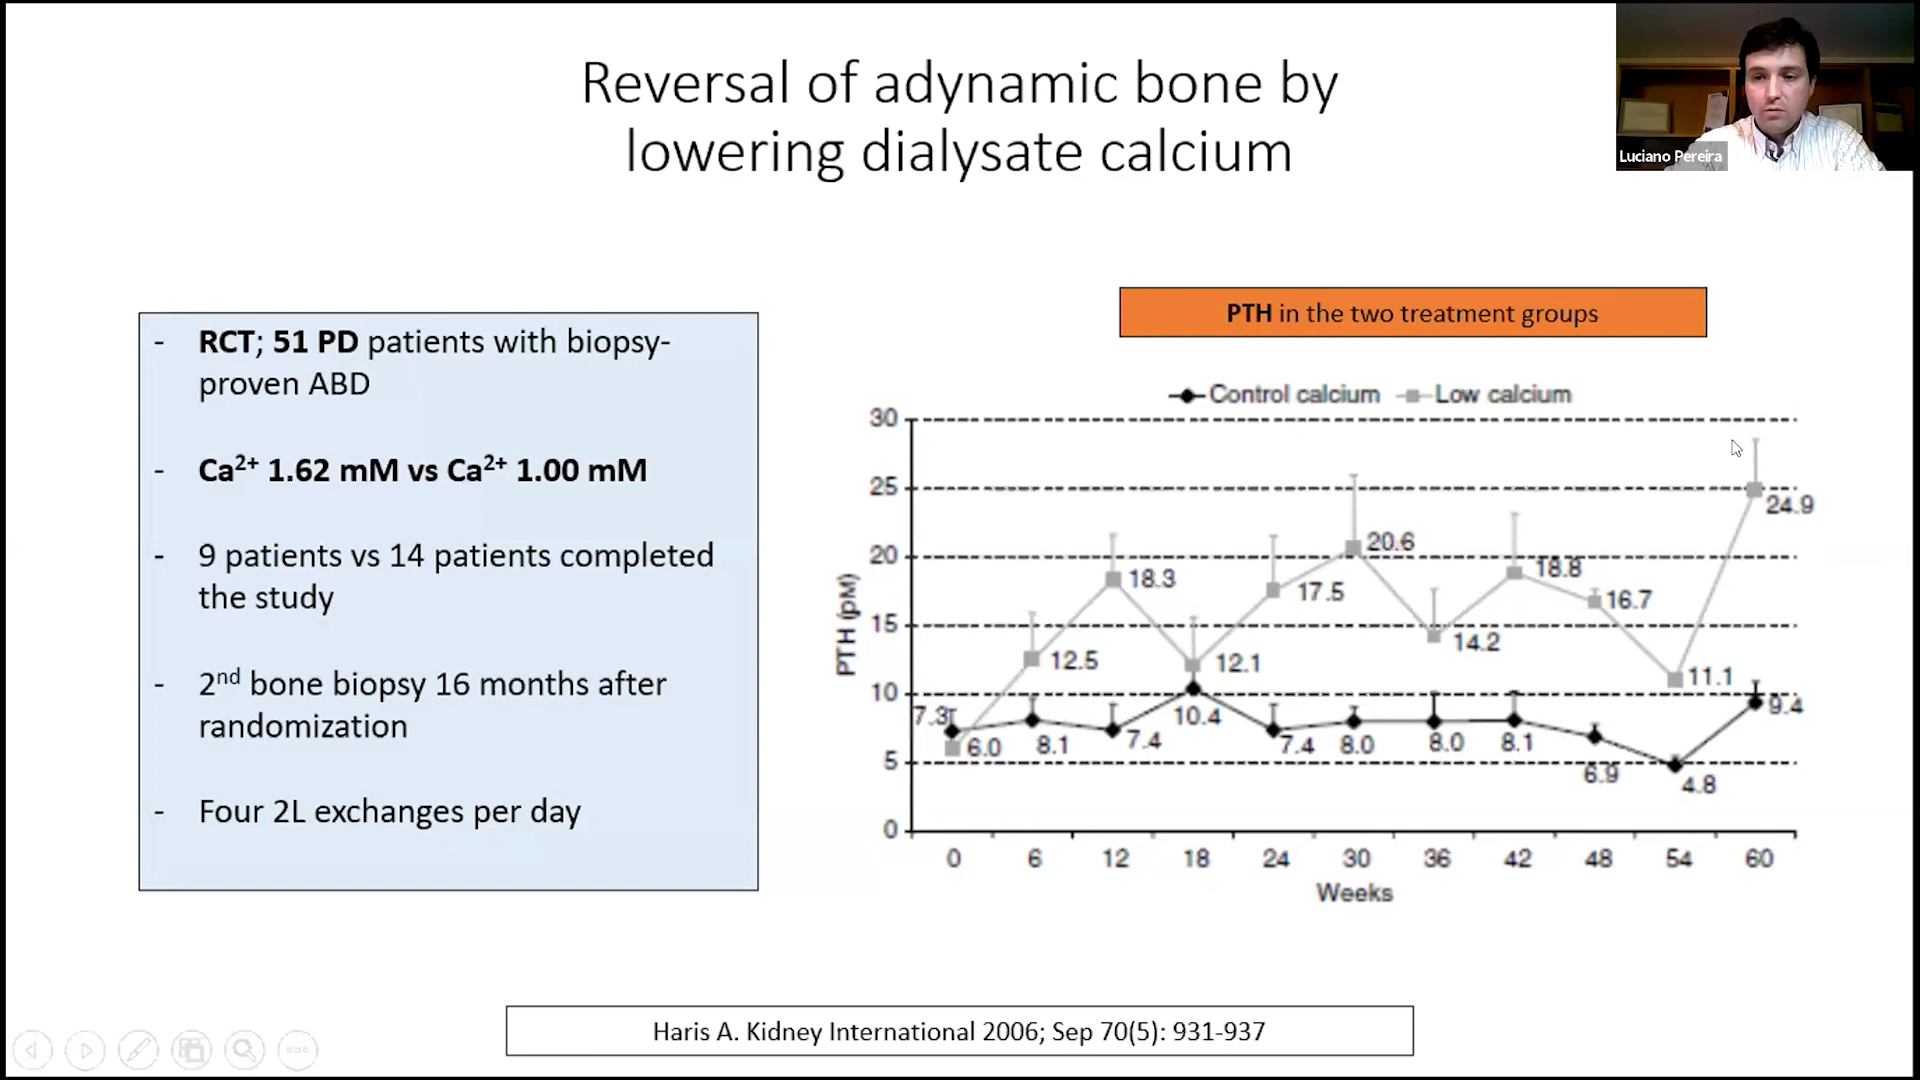 Reversal of adynamic bone by
lowering dialysate calcium
Luciano Pereira
- RCT; 51 PD patients with biopsy-
proven ABD
- Ca²⁺ 1.62 mM vs Ca²⁺ 1.00 mM
- 9 patients vs 14 patients completed
the study
- 2nd bone biopsy 16 months after
randomization
- Four 2L exchanges per day
PTH in the two treatment groups
Control calcium Low calcium
30
25
20
15
10
5
0
PTH (pM)
24.9
20.6
18.3
18.8
17.5
16.7
14.2
12.5
12.1
11.1
7.3
6.0
8.1
7.4
10.4
7.4
8.0
8.0
8.1
6.9
4.8
9.4
0 6 12 18 24 30 36 42 48 54 60
Weeks
Haris A. Kidney International 2006; Sep 70(5): 931-937